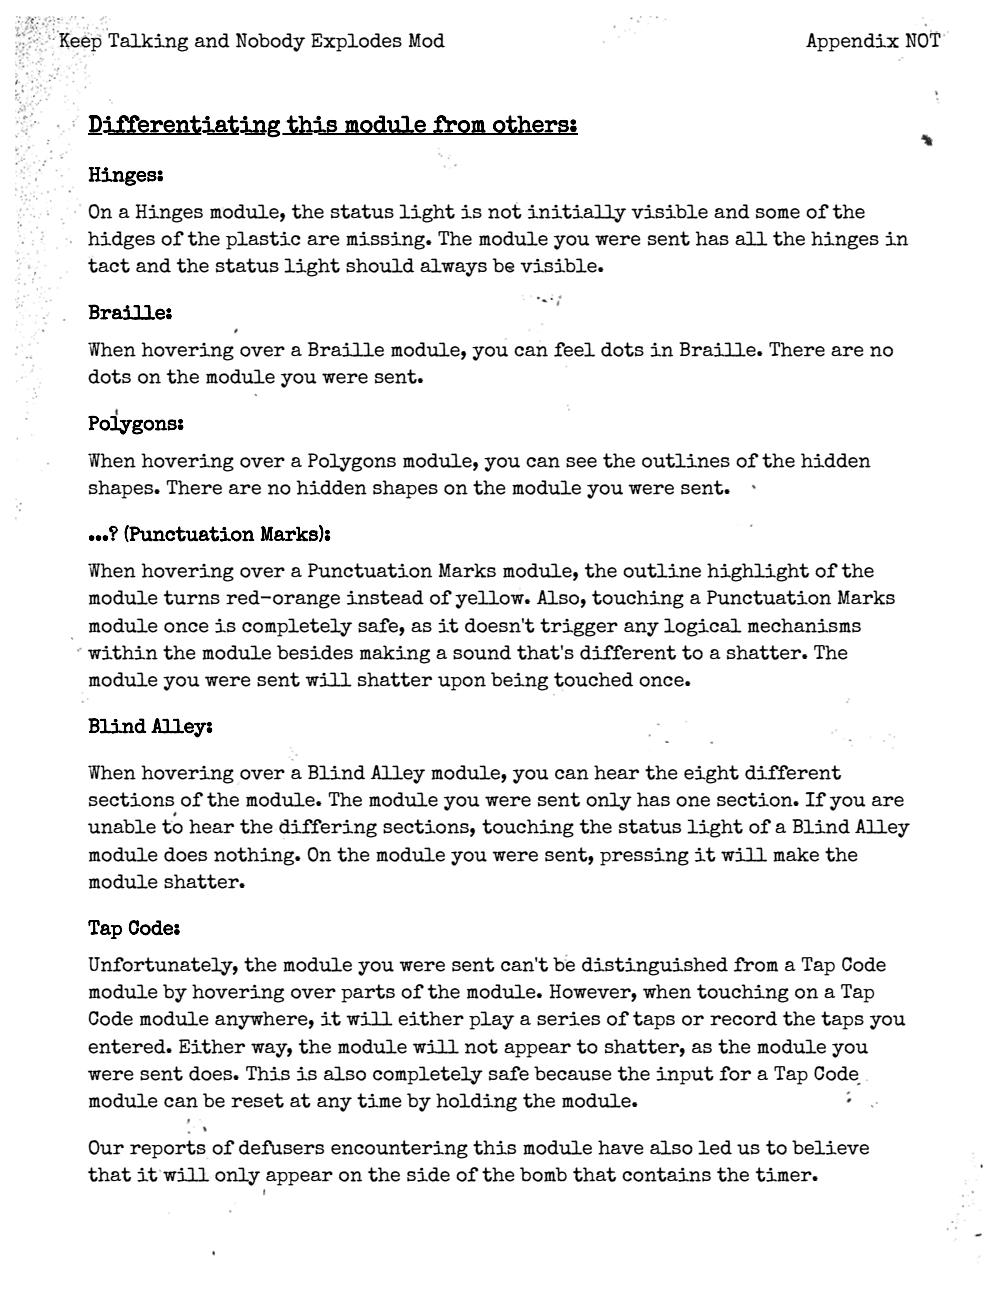 Keep Talking and Nobody Explodes Mod
Appendix NOT
Differentiating this module from others:
Hinges:
On a Hinges module, the status light is not initially visible and some of the
hidges of the plastic are missing. The module you were sent has all the hinges in
tact and the status light should always be visible.
Braille:
When hovering over a Braille module, you can feel dots in Braille. There are no
dots on the module you were sent.
Polygons:
When hovering over a Polygons module, you can see the outlines of the hidden
shapes. There are no hidden shapes on the module you were sent.
...? (Punctuation Marks):
When hovering over a Punctuation Marks module, the outline highlight of the
module turns red-orange instead of yellow. Also, touching a Punctuation Marks
module once is completely safe, as it doesn't trigger any logical mechanisms
within the module besides making a sound that's different to a shatter. The
module you were sent will shatter upon being touched once.
Blind Alley:
When hovering over a Blind Alley module, you can hear the eight different
sections of the module. The module you were sent only has one section. If you are
unable to hear the differing sections, touching the status light of a Blind Alley
module does nothing. On the module you were sent, pressing it will make the
module shatter.
Tap Code:
Unfortunately, the module you were sent can't be distinguished from a Tap Code
module by hovering over parts of the module. However, when touching on a Tap
Code module anywhere, it will either play a series of taps or record the taps you
entered. Either way, the module will not appear to shatter, as the module you
were sent does. This is also completely safe because the input for a Tap Code
module can be reset at any time by holding the module.
Our reports of defusers encountering this module have also led us to believe
that it will only appear on the side of the bomb that contains the timer.